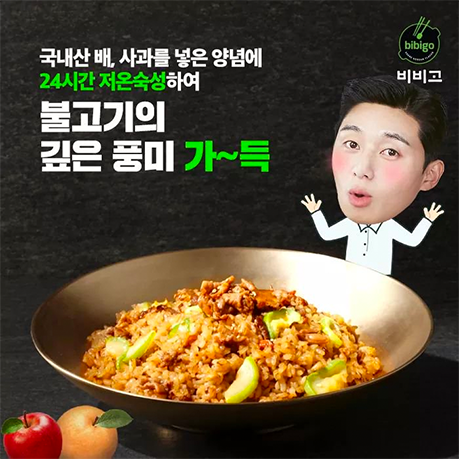 bibigo
비비고
국내산 배, 사과를 넣은 양념에
24시간 저온숙성하여
불고기의
깊은 풍미 가~득